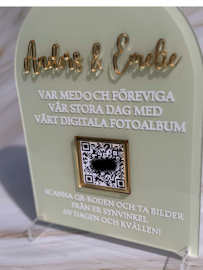 Anders & Emelie
VAR MED OCH FÖREVIGA
VÅR STORA DAG MED
VÅRT DIGITALA FOTOALBUM
SCANNA QR-KODEN OCH TA BILDER
FRÅN ER SYNVINKEL
AV DAGEN OCH KVÄLLEN!